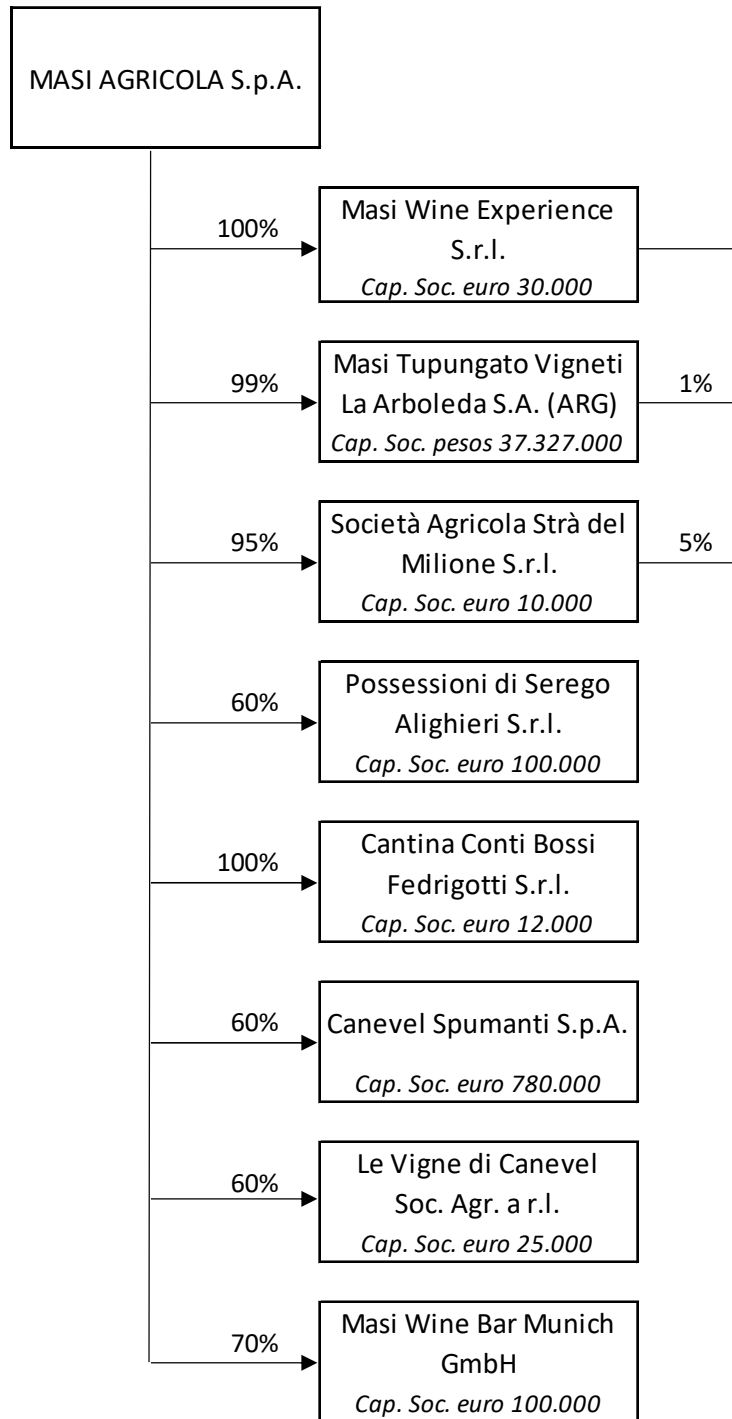 MASI AGRICOLA S.p.A.
100%
Masi Wine Experience
S.r.l.
Cap. Soc. euro 30.000
99%
Masi Tupungato Vigneti
La Arboleda S.A. (ARG)
Cap. Soc. pesos 37.327.000
1%
95%
Società Agricola Strà del
Milione S.r.l.
Cap. Soc. euro 10.000
5%
60%
Possessioni di Serego
Alighieri S.r.l.
Cap. Soc. euro 100.000
100%
Cantina Conti Bossi
Fedrigotti S.r.l.
Cap. Soc. euro 12.000
60%
Canevel Spumanti S.p.A.
Cap. Soc. euro 780.000
60%
Le Vigne di Canevel
Soc. Agr. a r.l.
Cap. Soc. euro 25.000
70%
Masi Wine Bar Munich
GmbH
Cap. Soc. euro 100.000